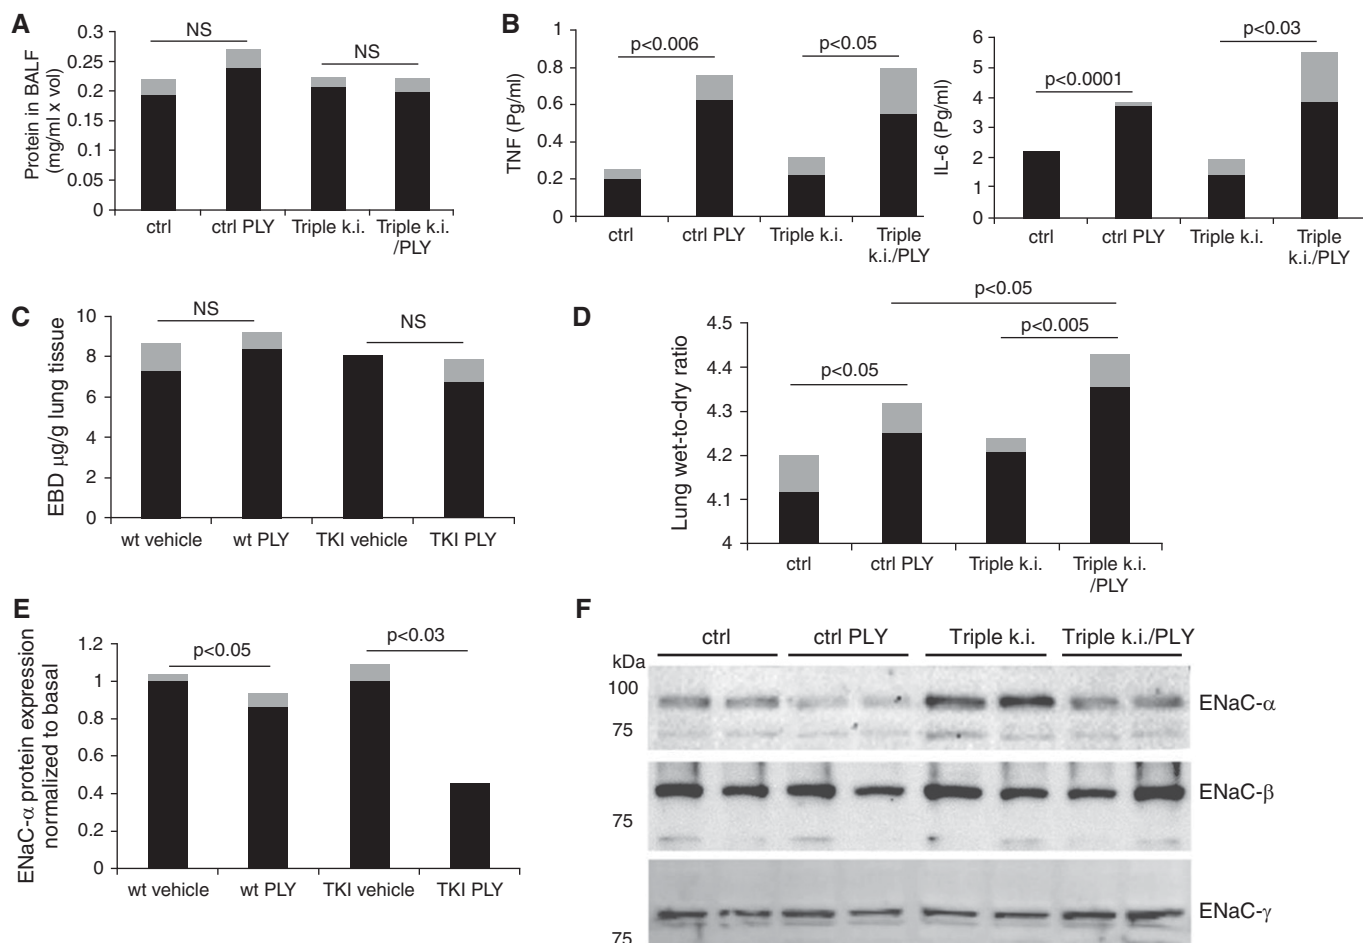 A
Protein in BALF
(mg/ml x vol)
0.3
0.25
0.2
0.15
0.1
0.05
0
NS
NS
ctrl
ctrl PLY
Triple k.i.
Triple k.i.
/PLY
B
TNF (Pg/ml)
1
0.8
0.6
0.4
0.2
0
p<0.006
p<0.05
ctrl
ctrl PLY
Triple k.i.
Triple
k.i./PLY
IL-6 (Pg/ml)
6
5
4
3
2
1
0
p<0.0001
p<0.03
ctrl
ctrl PLY
Triple k.i.
Triple
k.i./PLY
C
EBD μg/g lung tissue
10
8
6
4
2
0
NS
NS
wt vehicle
wt PLY
TKI vehicle
TKI PLY
D
Lung wet-to-dry ratio
4.5
4.4
4.3
4.2
4.1
4
p<0.05
p<0.005
p<0.05
ctrl
ctrl PLY
Triple k.i.
Triple k.i.
/PLY
E
ENaC-α protein expression
normalized to basal
1.2
1
0.8
0.6
0.4
0.2
0
p<0.05
p<0.03
wt vehicle
wt PLY
TKI vehicle
TKI PLY
F
ctrl
ctrl PLY
Triple k.i.
Triple k.i./PLY
kDa
100
75
ENaC-α
75
ENaC-β
75
ENaC-γ